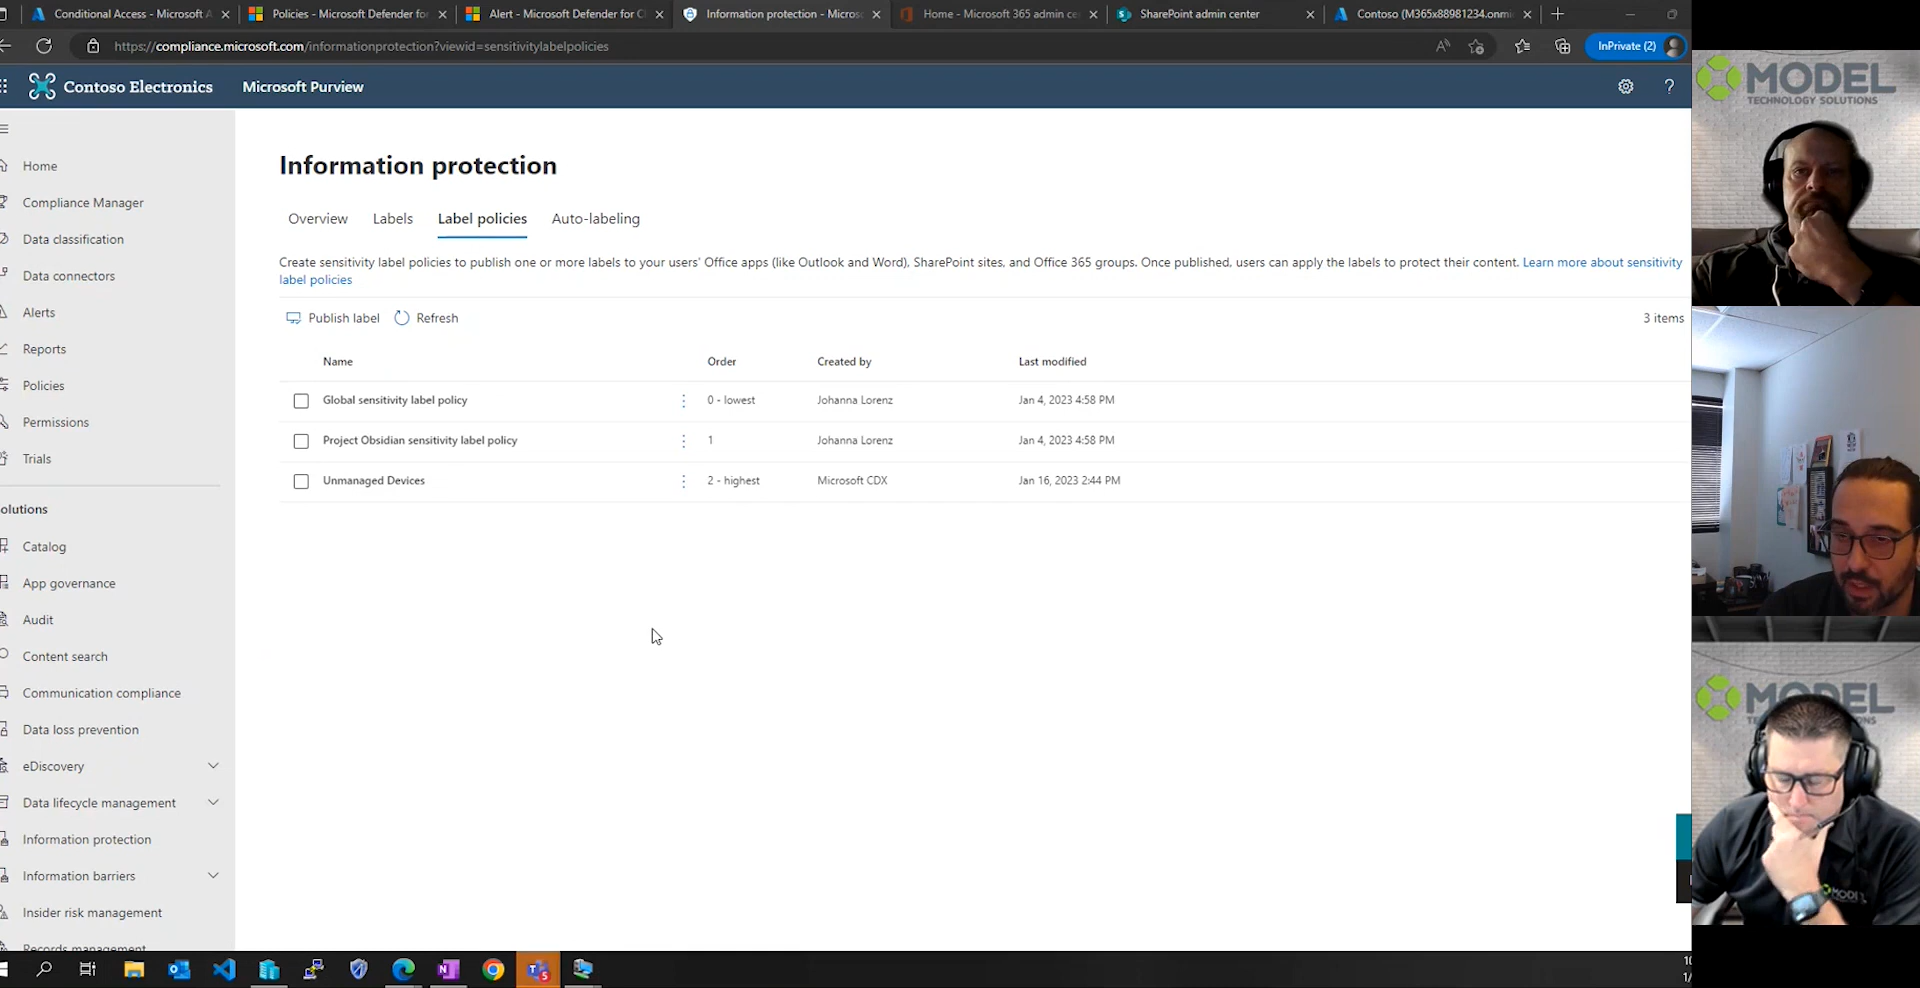 Conditional Access - Microsoft A
Policies - Microsoft Defender for
Alert - Microsoft Defender for Cl
Information protection - Micros
Home - Microsoft 365 admin ce
SharePoint admin center
Contoso (M365x88981234.onmi
https://compliance.microsoft.com/informationprotection?viewid=sensitivitylabelpolicies
InPrivate (2)
Contoso Electronics
Microsoft Purview
Home
Compliance Manager
Data classification
Data connectors
Alerts
Reports
Policies
Permissions
Trials
olutions
Catalog
App governance
Audit
Content search
Communication compliance
Data loss prevention
eDiscovery
Data lifecycle management
Information protection
Information barriers
Insider risk management
Records management
Information protection
Overview Labels Label policies Auto-labeling
Create sensitivity label policies to publish one or more labels to your users' Office apps (like Outlook and Word), SharePoint sites, and Office 365 groups. Once published, users can apply the labels to protect their content. Learn more about sensitivity
label policies
Publish label Refresh 3 items
Name Order Created by Last modified
Global sensitivity label policy 0 - lowest Johanna Lorenz Jan 4, 2023 4:58 PM
Project Obsidian sensitivity label policy 1 Johanna Lorenz Jan 4, 2023 4:58 PM
Unmanaged Devices 2 - highest Microsoft CDX Jan 16, 2023 2:44 PM
MODEL
TECHNOLOGY SOLUTIONS
MODEL
MODEL
10
1/